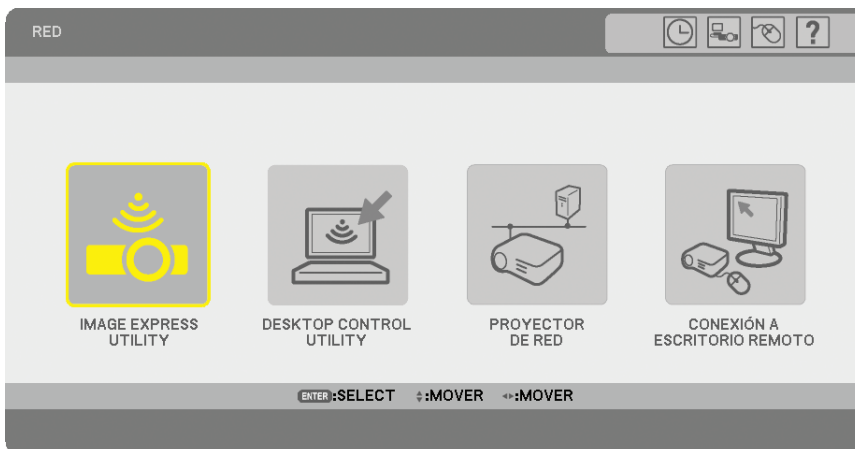 RED
?
IMAGE EXPRESS
UTILITY
DESKTOP CONTROL
UTILITY
PROYECTOR
DE RED
CONEXIÓN A
ESCRITORIO REMOTO
ENTER:SELECT :MOVER :MOVER